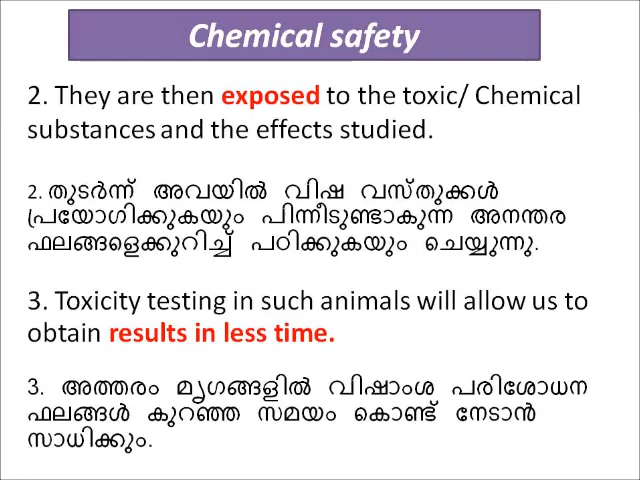 Chemical safety
2. They are then exposed to the toxic/ Chemical
substances and the effects studied.
2. തുടർന്ന് അവയിൽ വിഷ വസ്തുക്കൾ
പ്രയോഗിക്കുകയും പിന്നീടുണ്ടാകുന്ന അനന്തര
ഫലങ്ങളെക്കുറിച്ച് പഠിക്കുകയും ചെയ്യുന്നു.
3. Toxicity testing in such animals will allow us to
obtain results in less time.
3. അത്തരം മൃഗങ്ങളിൽ വിഷാംശ പരിശോധന
ഫലങ്ങൾ കുറഞ്ഞ സമയം കൊണ്ട് നേടാൻ
സാധിക്കും.